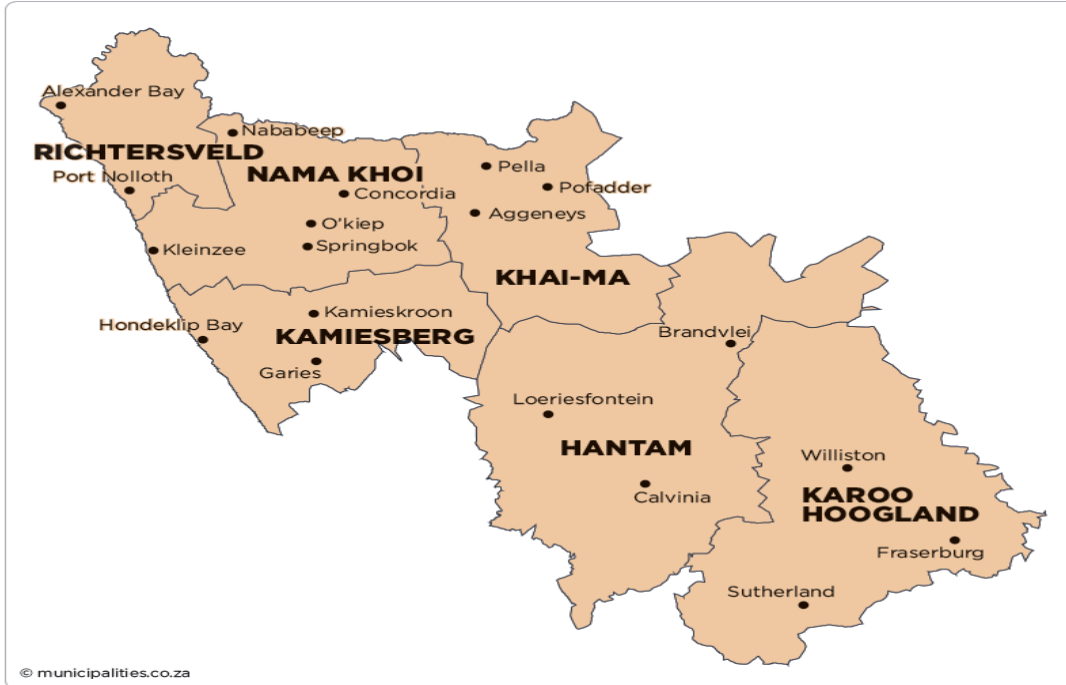 Alexander Bay
Nababeep
RICHTERSVELD
Pella
NAMA KHOI
Port Nolloth
Pofadder
Concordia
Aggeneys
O'kiep
Springbok
Kleinzee
KHAI-MA
Kamieskroon
Hondeklip Bay
KAMIESBERG
Brandvlei
Garies
Loeriesfontein
HANTAM
Williston
Calvinia
KAROO
HOOGLAND
Fraserburg
Sutherland
© municipalities.co.za